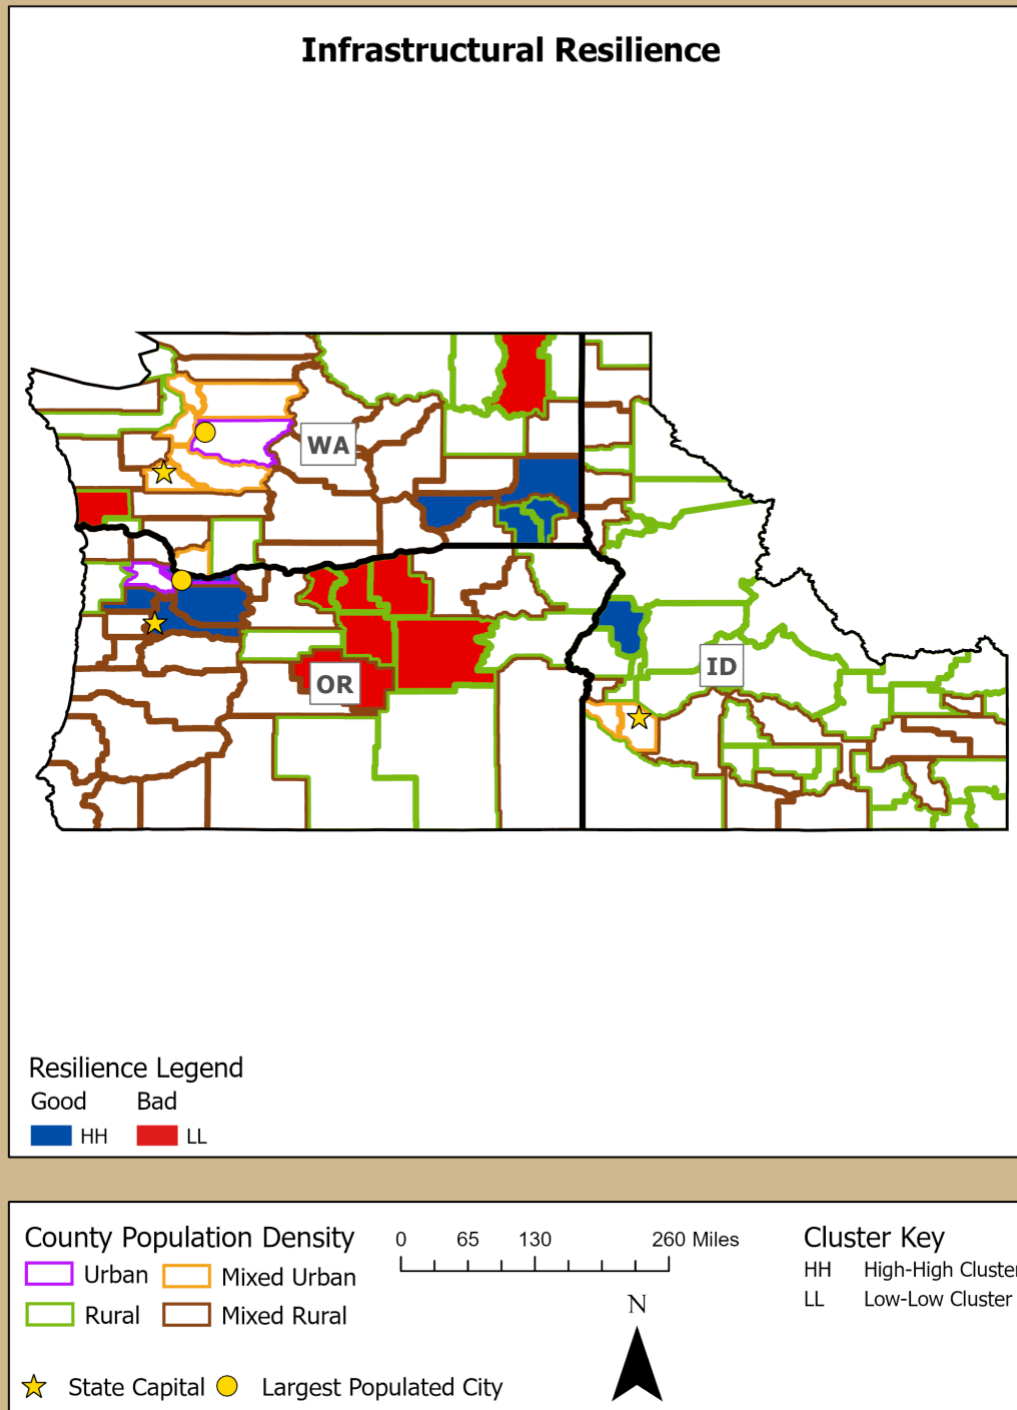 Infrastructural Resilience
WA
OR
ID
Resilience Legend
Good Bad
HH LL
County Population Density
Urban Mixed Urban
Rural Mixed Rural
State Capital Largest Populated City
0 65 130 260 Miles
N
Cluster Key
HH High-High Cluster
LL Low-Low Cluster